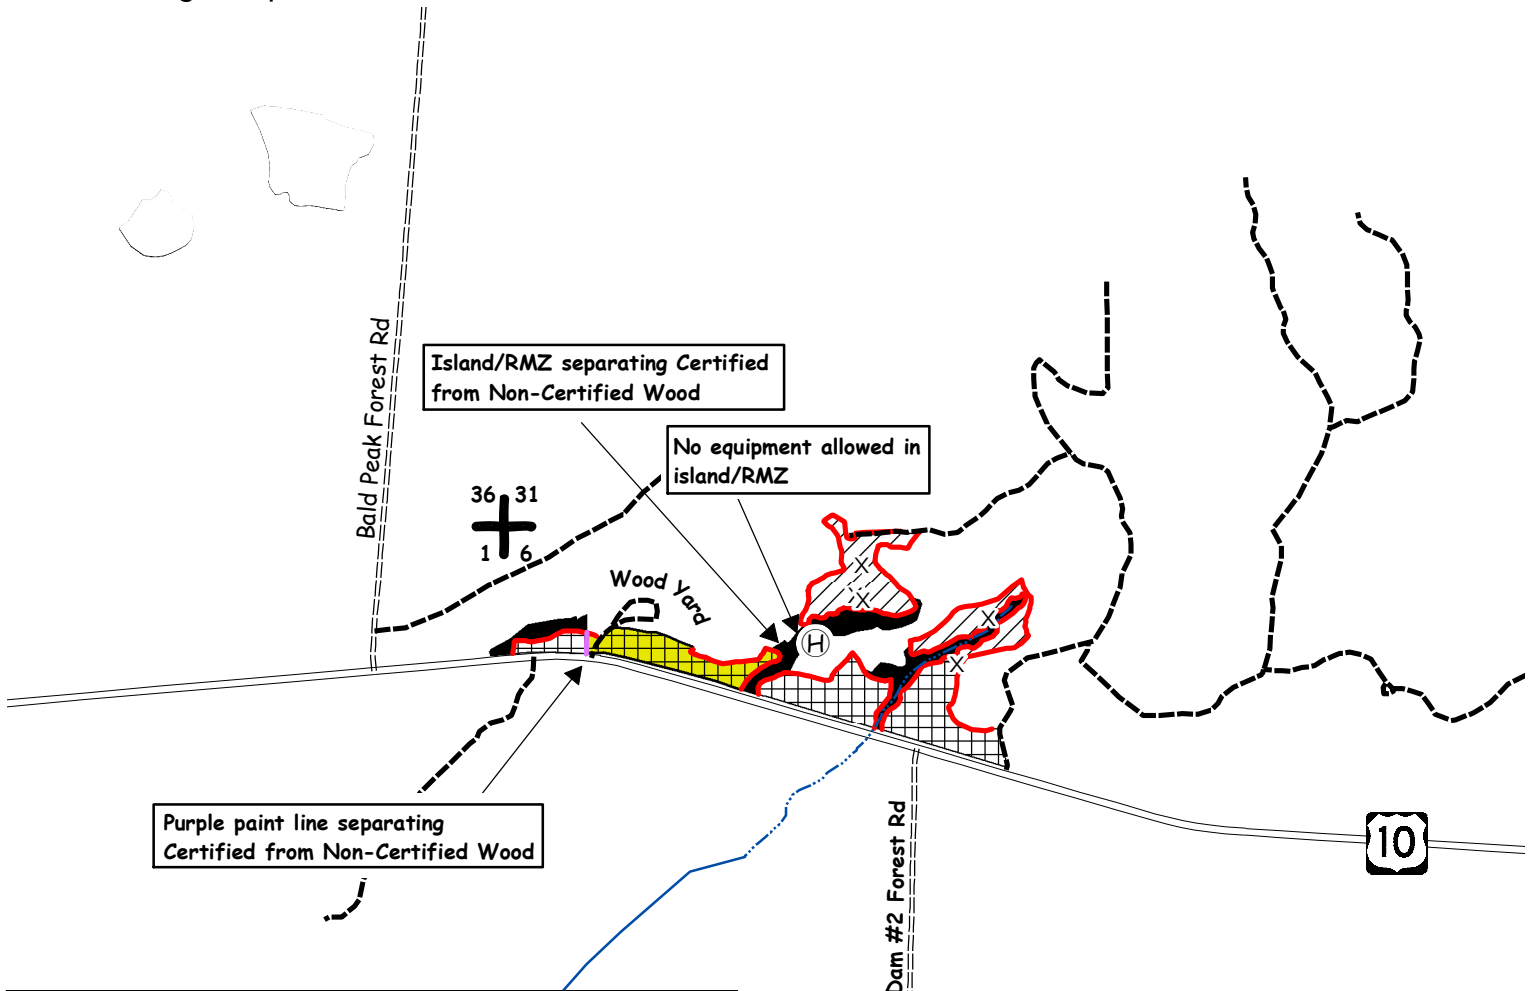 Bald Peak Forest Rd
Island/RMZ separating Certified
from Non-Certified Wood
No equipment allowed in
island/RMZ
36 31
1 6
Wood Yard
X
X
X
X
H
Purple paint line separating
Certified from Non-Certified Wood
Dam #2 Forest Rd
10